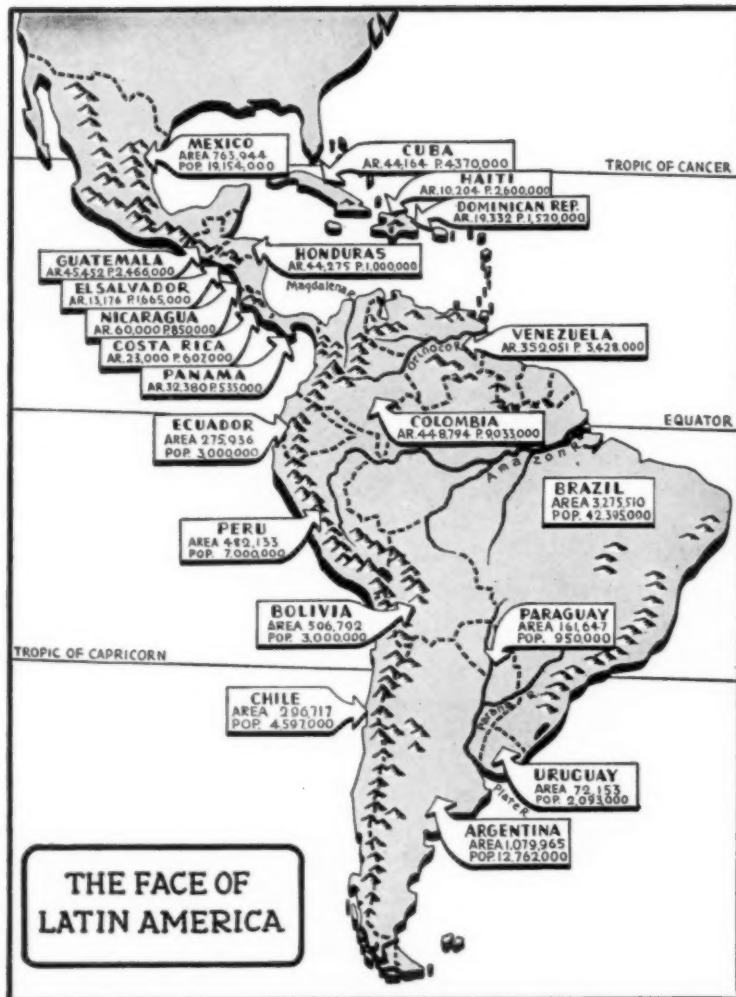 MEXICO
AREA 763,944
POP. 19,154,000
CUBA
AR. 44,164 P. 4370,000
TROPIC OF CANCER
HAITI
AR. 10,204 P. 2600,000
DOMINICAN REP.
AR. 19,332 P. 1,520,000
GUATEMALA
AR. 45,452 P. 2,466,000
HONDURAS
AR. 44,275 P. 1,000,000
EL SALVADOR
AR. 13,176 P. 1665,000
Magdalena R.
NICARAGUA
AR. 60,000 P. 850,000
COSTA RICA
AR. 23,000 P. 607,000
PANAMA
AR. 32,380 P. 535,000
VENEZUELA
AR. 352,051 P. 3,428,000
Orinoco R.
ECUADOR
AREA 275,936
POP. 3,000,000
COLOMBIA
AR. 448,794 P. 9,033,000
EQUATOR
Amazon R.
BRAZIL
AREA 3,275,510
POP. 42,395,000
PERU
AREA 482,133
POP. 7,000,000
BOLIVIA
AREA 506,792
POP. 3,000,000
PARAGUAY
AREA 161,647
POP. 950,000
TROPIC OF CAPRICORN
CHILE
AREA 296,717
POP. 4,597,000
Parana
URUGUAY
AREA 72,153
POP. 2,093,000
Plate R.
ARGENTINA
AREA 1,079,965
POP. 12,762,000
THE FACE OF
LATIN AMERICA